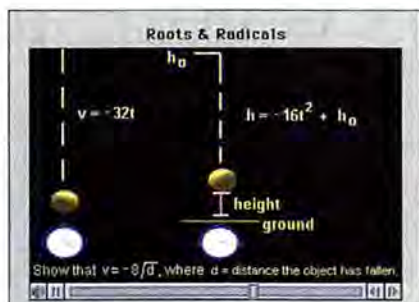 Roots & Radicals
h₀
v = -32t
h = -16t² + h₀
height
ground
Show that v = -8√d, where d = distance the object has fallen.